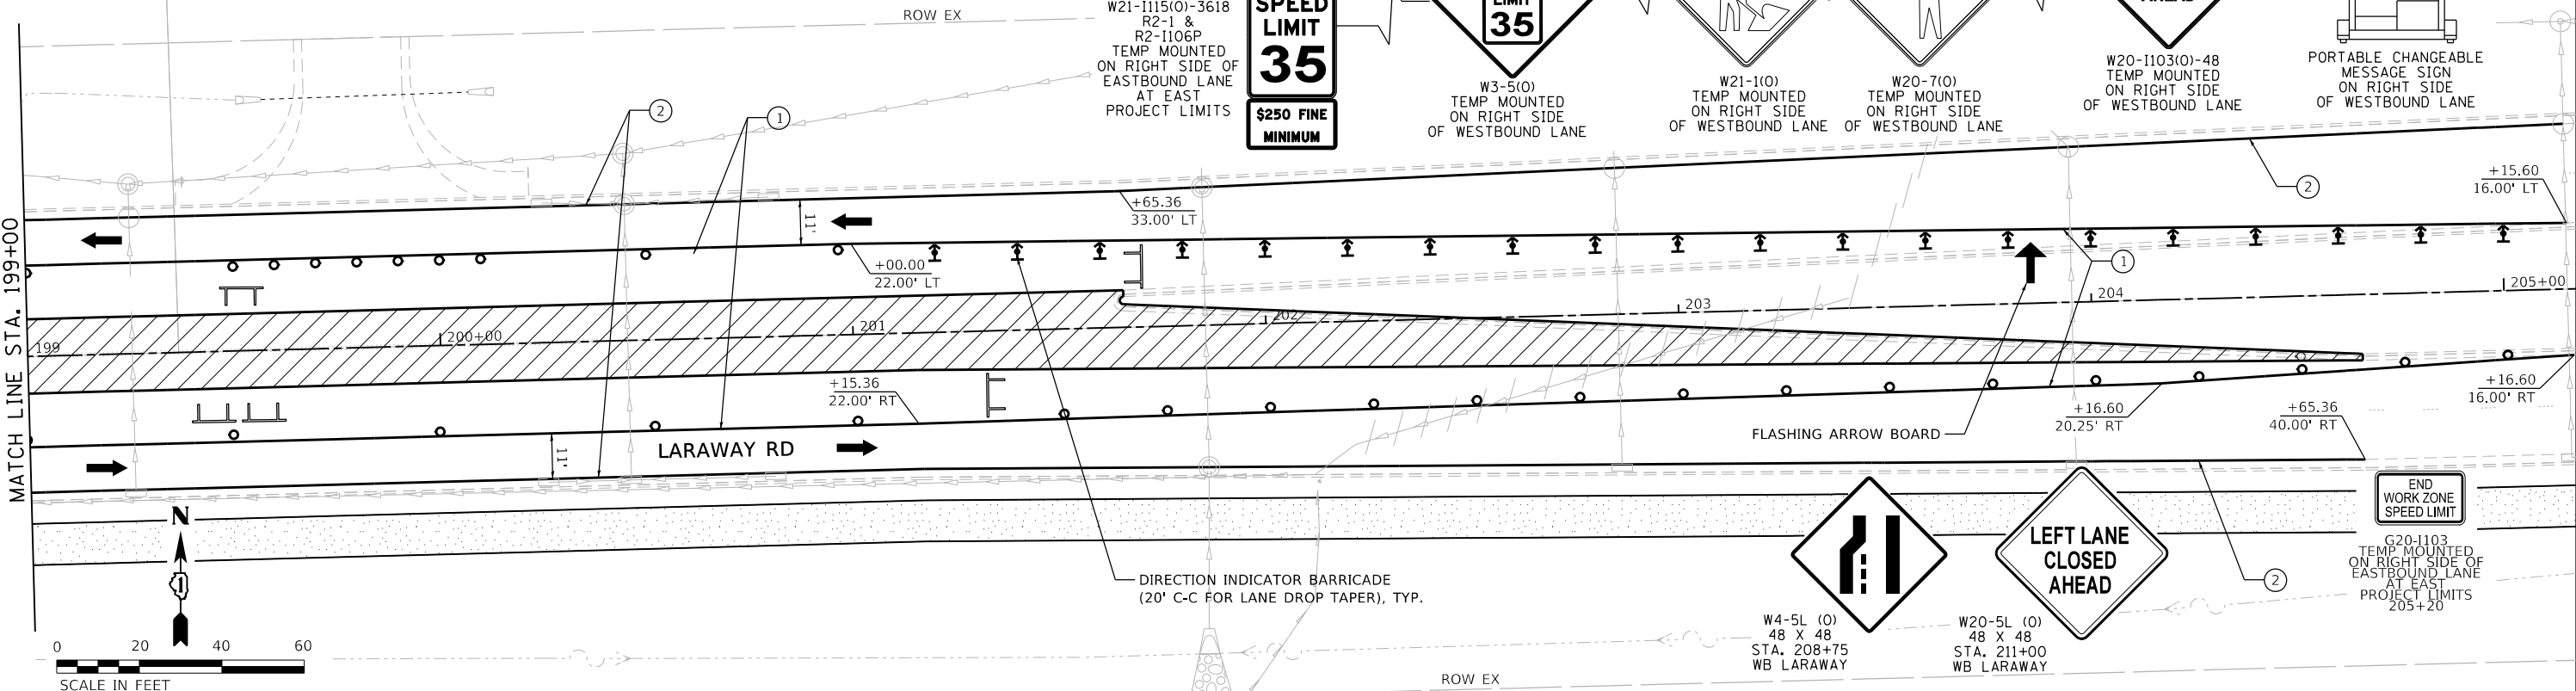 ROW EX
W21-I115(O)-3618
R2-1 &
R2-I106P
TEMP MOUNTED
ON RIGHT SIDE OF
EASTBOUND LANE
AT EAST
PROJECT LIMITS
SPEED
LIMIT
35
$250 FINE
MINIMUM
LIMIT
35
W3-5(O)
TEMP MOUNTED
ON RIGHT SIDE
OF WESTBOUND LANE
W21-1(O)
TEMP MOUNTED
ON RIGHT SIDE
OF WESTBOUND LANE
W20-7(O)
TEMP MOUNTED
ON RIGHT SIDE
OF WESTBOUND LANE
AHEAD
W20-I103(O)-48
TEMP MOUNTED
ON RIGHT SIDE
OF WESTBOUND LANE
PORTABLE CHANGEABLE
MESSAGE SIGN
ON RIGHT SIDE
OF WESTBOUND LANE
2
1
2
+15.60
16.00' LT
+65.36
33.00' LT
11'
+00.00
22.00' LT
1
MATCH LINE STA. 199+00
199
200+00
201
202
203
204
205+00
+15.36
22.00' RT
+16.60
20.25' RT
+65.36
40.00' RT
+16.60
16.00' RT
11'
LARAWAY RD
FLASHING ARROW BOARD
N
DIRECTION INDICATOR BARRICADE
(20' C-C FOR LANE DROP TAPER), TYP.
W4-5L (O)
48 X 48
STA. 208+75
WB LARAWAY
LEFT LANE
CLOSED
AHEAD
W20-5L (O)
48 X 48
STA. 211+00
WB LARAWAY
2
END
WORK ZONE
SPEED LIMIT
G20-I103
TEMP MOUNTED
ON RIGHT SIDE OF
EASTBOUND LANE
AT EAST
PROJECT LIMITS
205+20
0 20 40 60
SCALE IN FEET
ROW EX